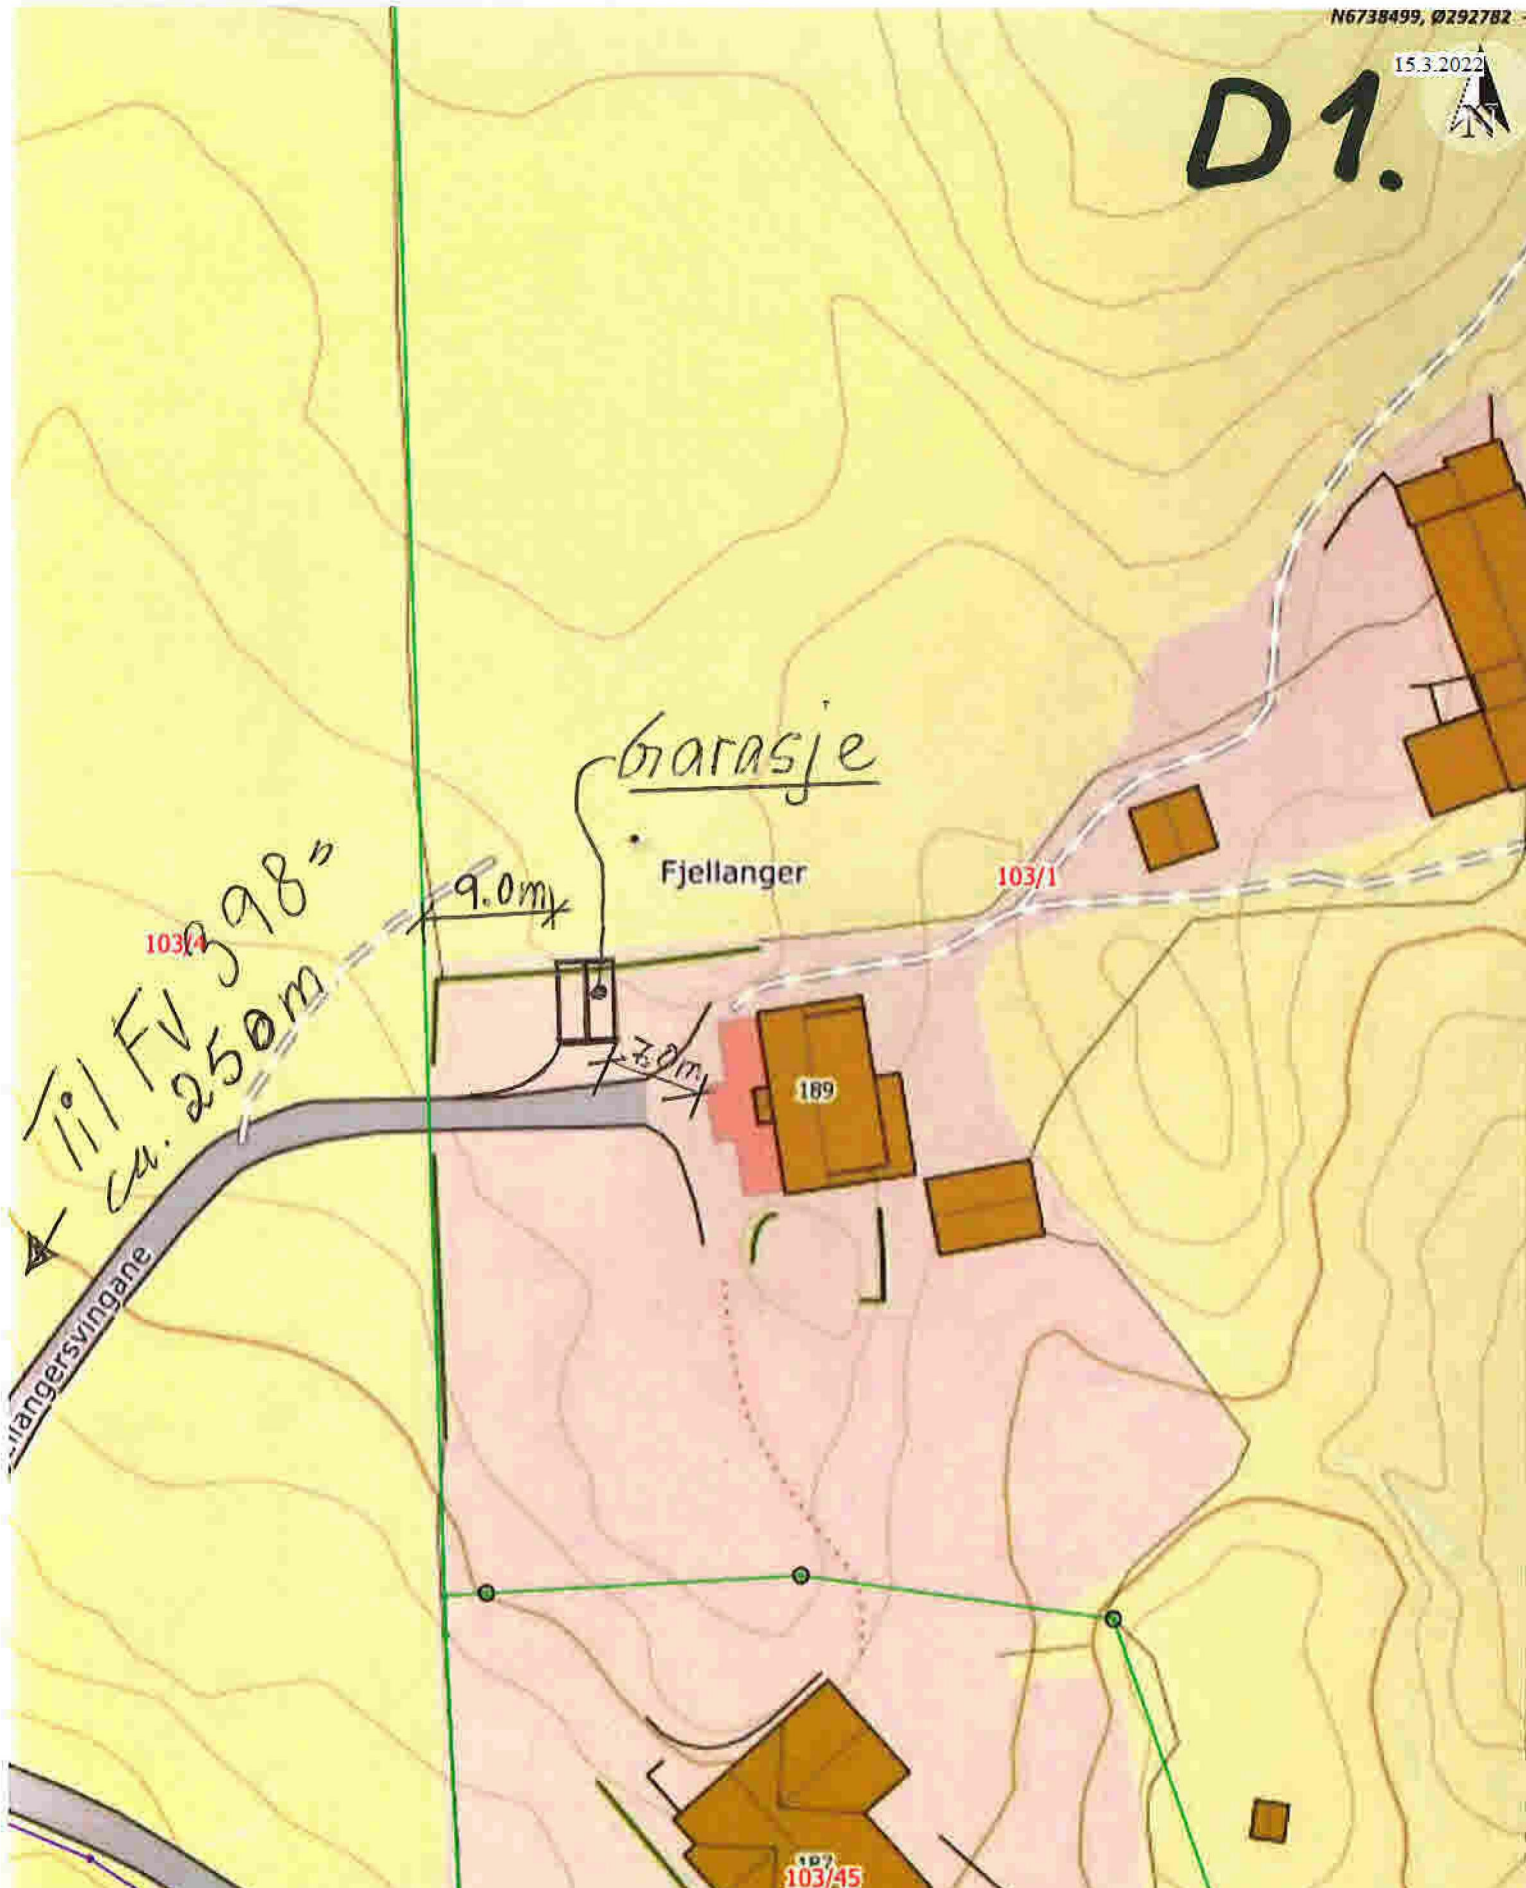 N6738499, Ø292782
15.3.2022
N
D1.
Garasje
Fjellanger
103/1
9.0m
103/4
Til FV 398"
ca. 250m
7.0m
189
103/45